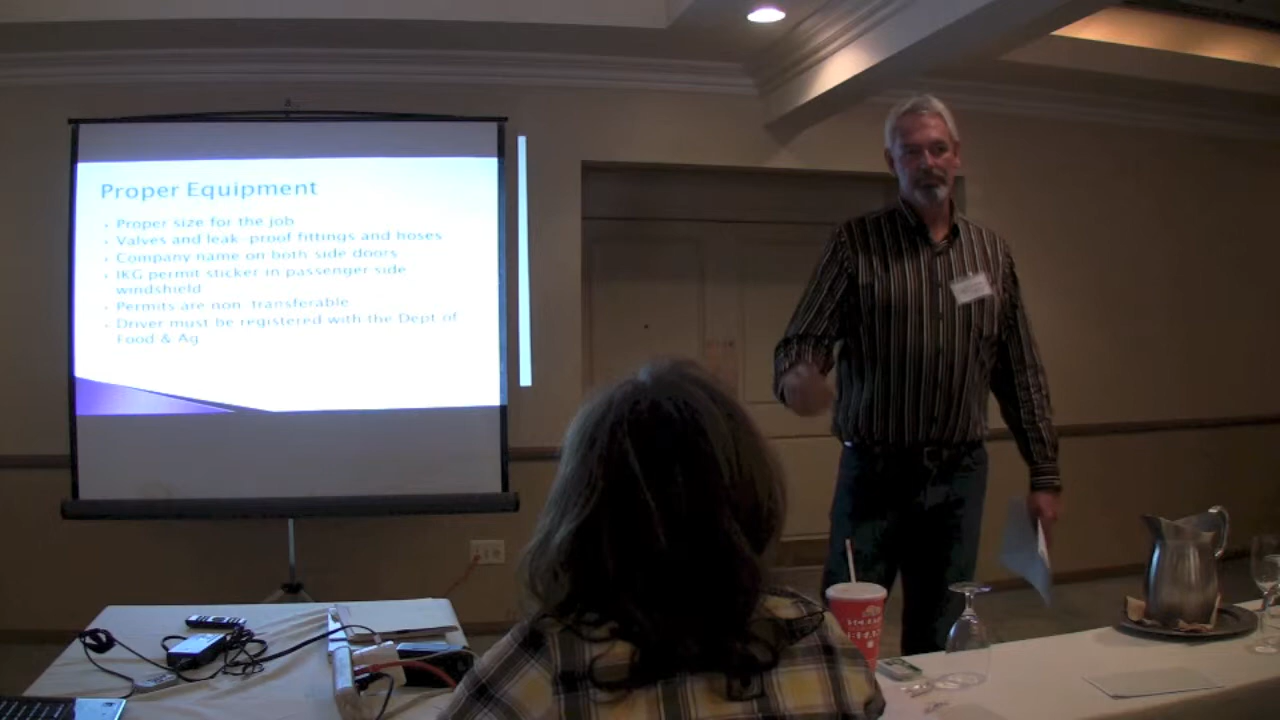 Proper Equipment
Proper size for the job
Valves and leak-proof fittings and hoses
Company name on both side doors
IKG permit sticker in passenger side
windshield
Permits are non-transferable
Driver must be registered with the Dept of
Food & Ag